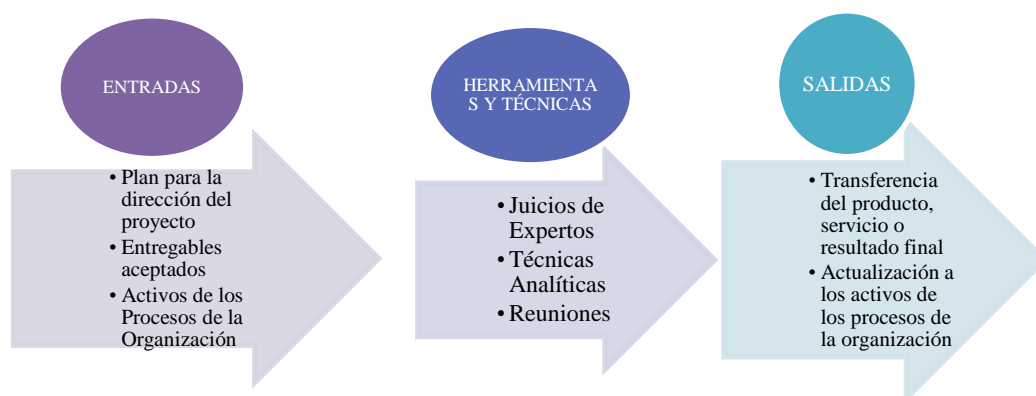 ENTRADAS
• Plan para la
dirección del
proyecto
• Entregables
aceptados
• Activos de los
Procesos de la
Organización
HERRAMIENTA
S Y TÉCNICAS
• Juicios de
Expertos
• Técnicas
Analíticas
• Reuniones
SALIDAS
• Transferencia
del producto,
servicio o
resultado final
• Actualización a
los activos de
los procesos de
la organización